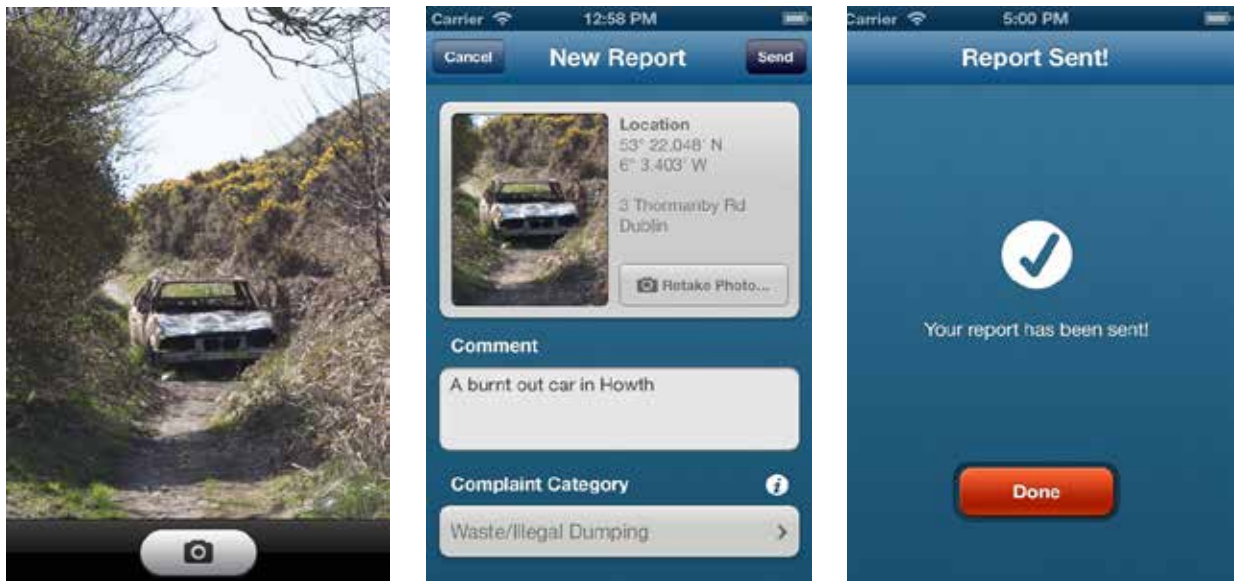 Carrier 12:58 PM
Cancel New Report Send
Location
53° 22.048' N
6° 3.403' W
3 Thormanby Rd
Dublin
Retake Photo...
Comment
A burnt out car in Howth
Complaint Category
Waste/Illegal Dumping
Carrier 5:00 PM
Report Sent!
Your report has been sent!
Done